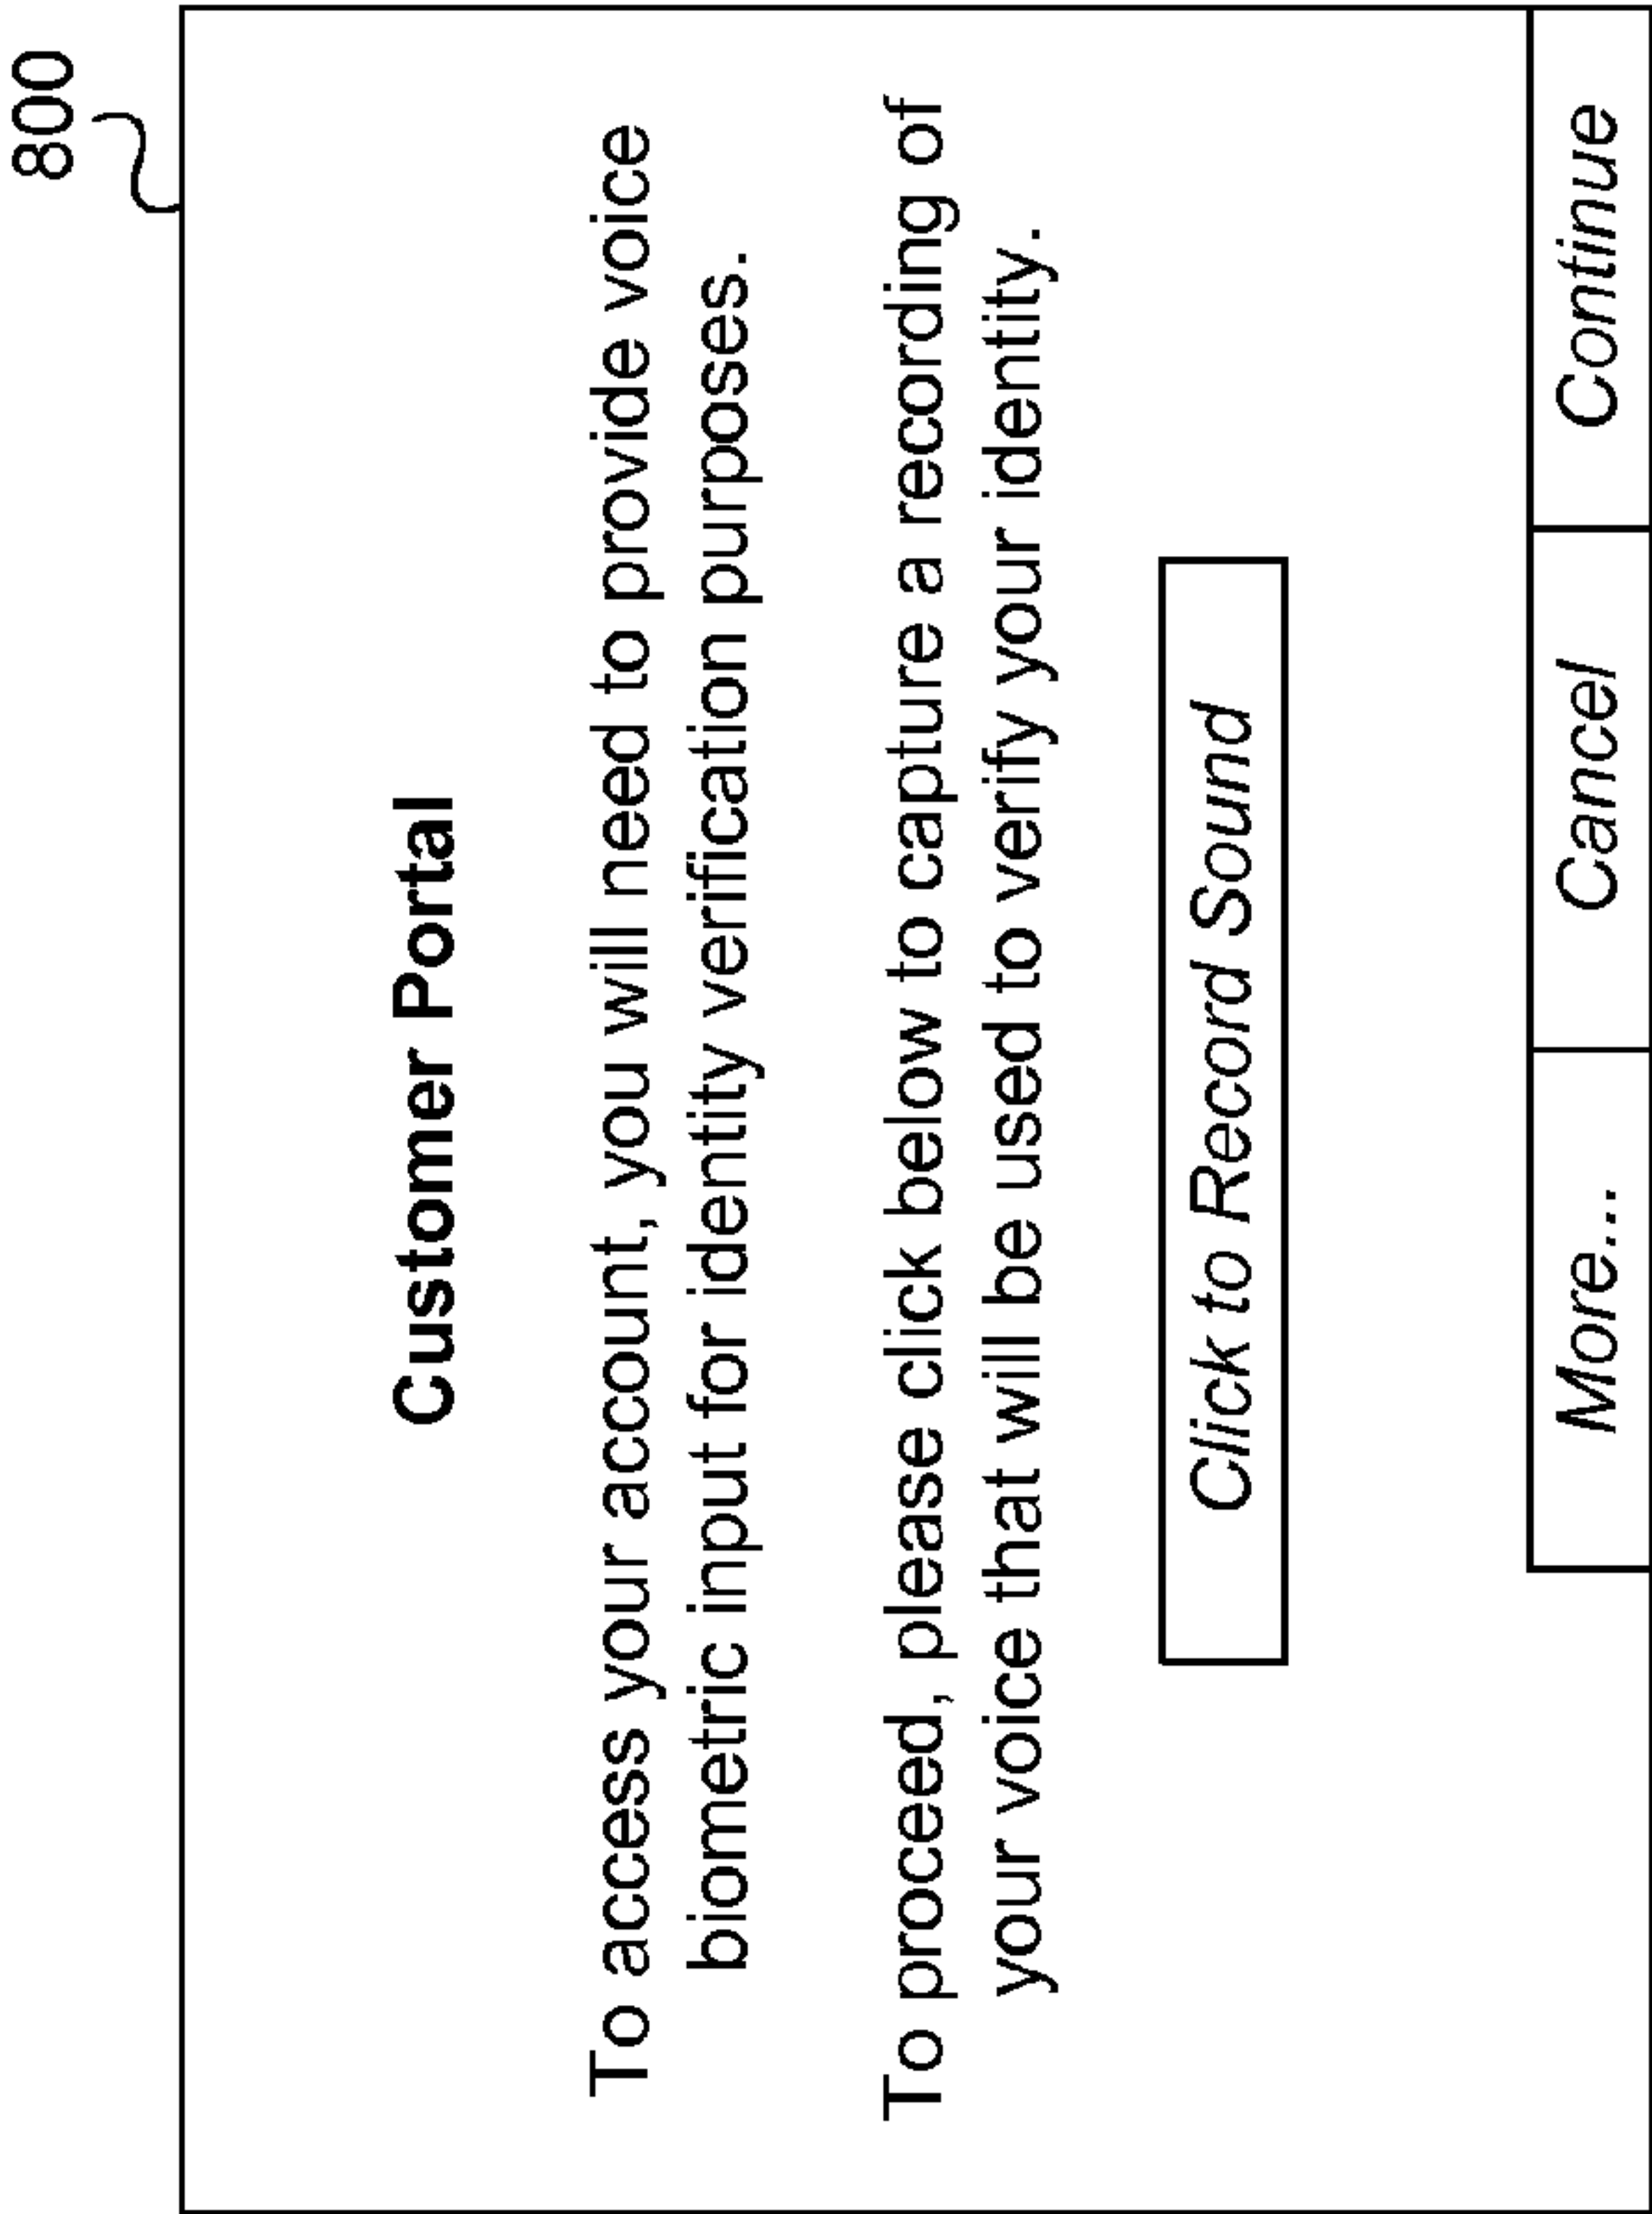 800
Customer Portal
To access your account, you will need to provide voice
biometric input for identity verification purposes.
To proceed, please click below to capture a recording of
your voice that will be used to verify your identity.
Click to Record Sound
More... Cancel Continue